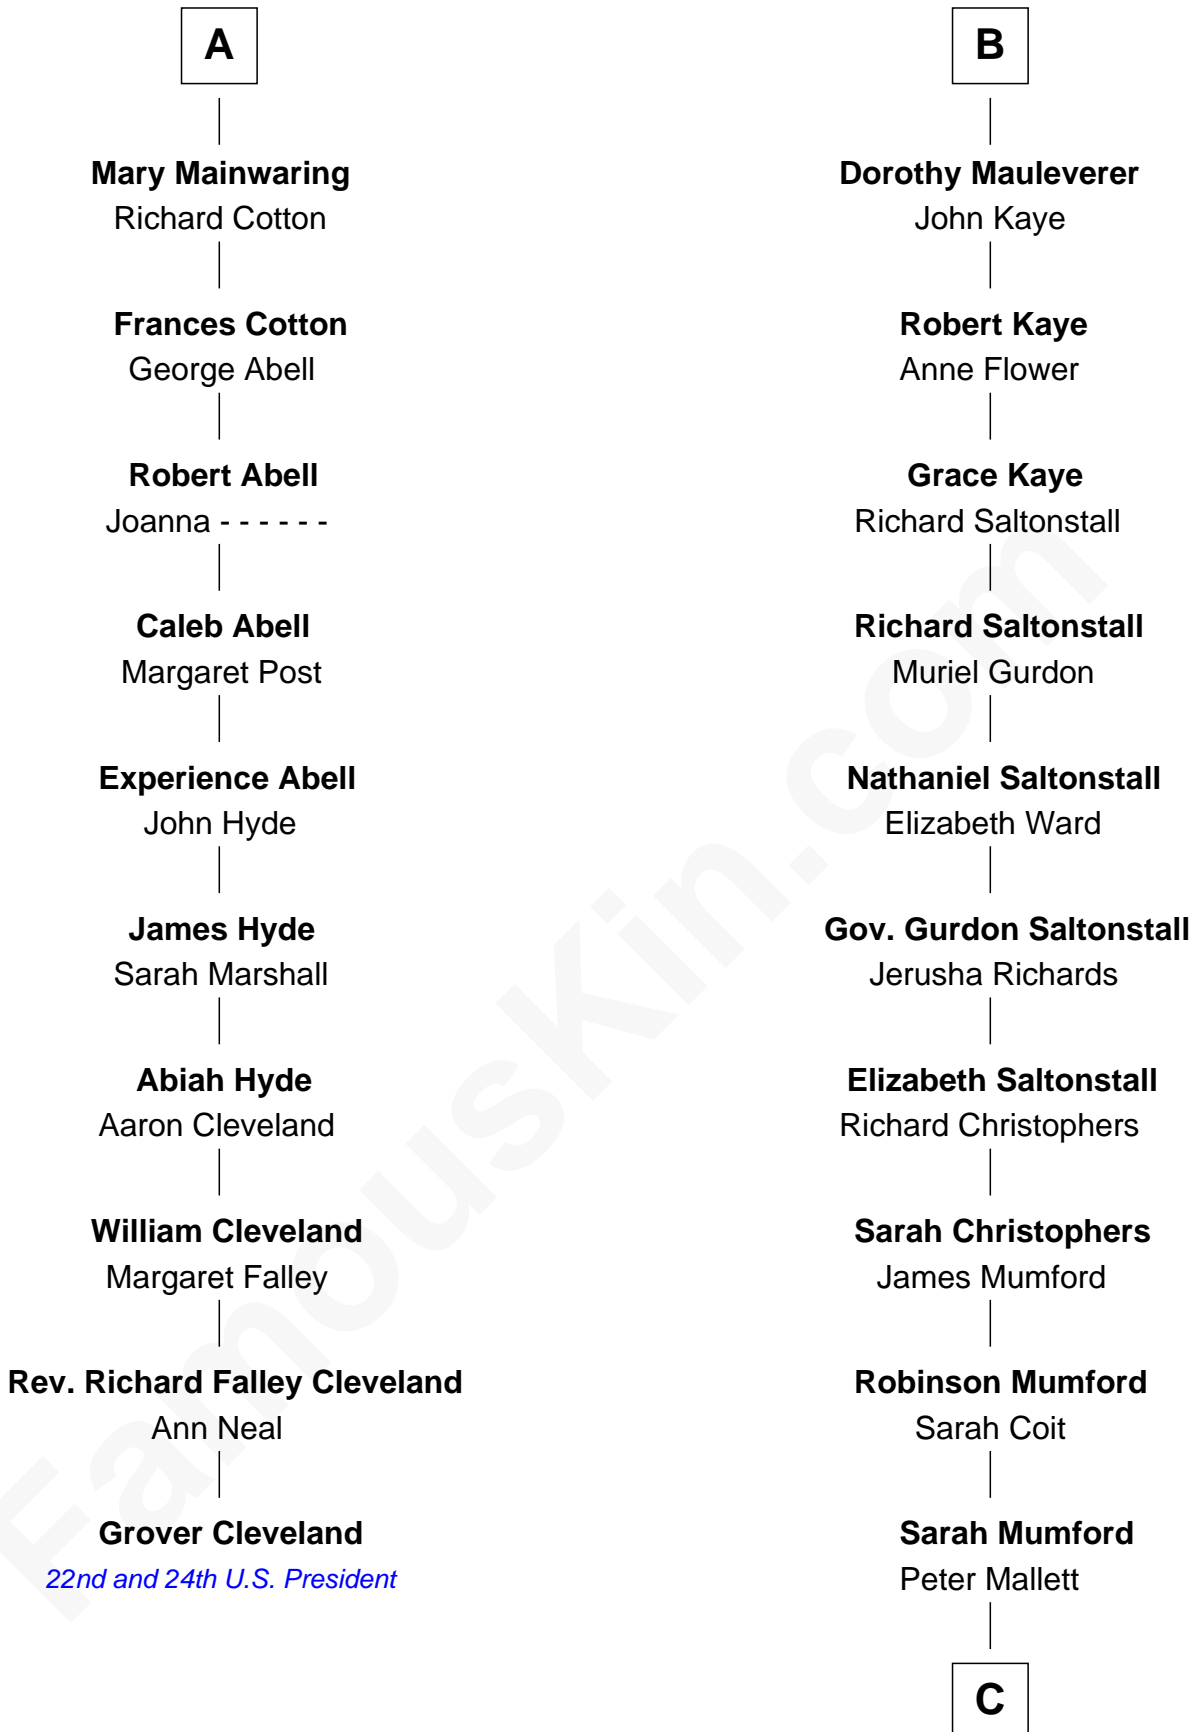 A
Mary Mainwaring
Richard Cotton
Frances Cotton
George Abell
Robert Abell
Joanna - - - - - -
Caleb Abell
Margaret Post
Experience Abell
John Hyde
James Hyde
Sarah Marshall
Abiah Hyde
Aaron Cleveland
William Cleveland
Margaret Falley
Rev. Richard Falley Cleveland
Ann Neal
Grover Cleveland
22nd and 24th U.S. President
B
Dorothy Mauleverer
John Kaye
Robert Kaye
Anne Flower
Grace Kaye
Richard Saltonstall
Richard Saltonstall
Muriel Gurdon
Nathaniel Saltonstall
Elizabeth Ward
Gov. Gurdon Saltonstall
Jerusha Richards
Elizabeth Saltonstall
Richard Christophers
Sarah Christophers
James Mumford
Robinson Mumford
Sarah Coit
Sarah Mumford
Peter Mallett
C
FamousKin.com